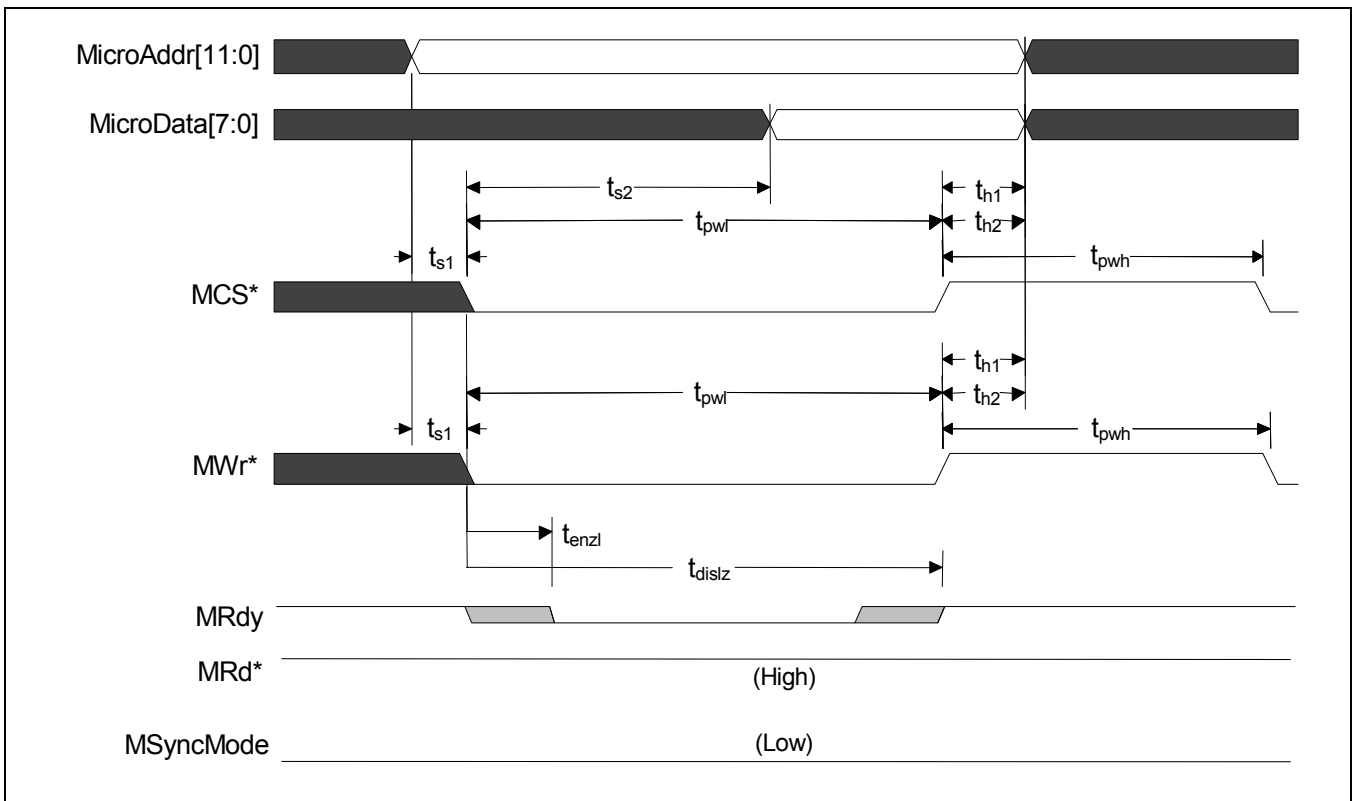 MicroAddr[11:0]
MicroData[7:0]
ts2
th1
tpwl
th2
ts1
tpwh
MCS*
th1
tpwl
th2
ts1
tpwh
MWr*
tenzl
tdislz
MRdy
MRd*
(High)
MSyncMode
(Low)